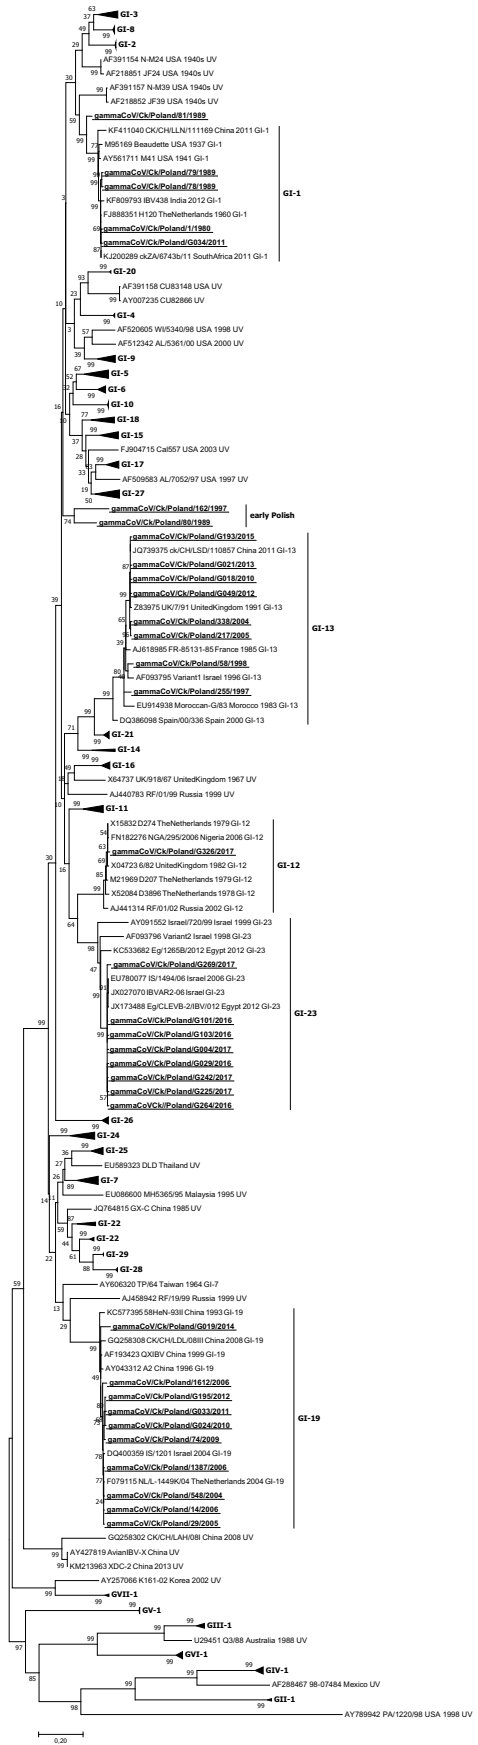 GI-3
GI-8
GI-2
AF391154 N-M24 USA 1940s UV
AF218851 JF24 USA 1940s UV
AF391157 N-M39 USA 1940s UV
AF218852 JF39 USA 1940s UV
gammaCoV/Ck/Poland/81/1989
KF411040 CK/CH/LLN/111169 China 2011 GI-1
M95169 Beaudette USA 1937 GI-1
AY561711 M41 USA 1941 GI-1
gammaCoV/Ck/Poland/79/1989
gammaCoV/Ck/Poland/78/1989
GI-1
KF809793 IBV438 India 2012 GI-1
FJ888351 H120 TheNetherlands 1960 GI-1
gammaCoV/Ck/Poland/1/1980
gammaCoV/Ck/Poland/G034/2011
KJ200289 ckZA/6743b/11 SouthAfrica 2011 GI-1
GI-20
AF391158 CU83148 USA UV
AY007235 CU82866 UV
GI-4
AF520605 WI/5340/98 USA 1998 UV
AF512342 AL/5361/00 USA 2000 UV
GI-9
GI-5
GI-6
GI-10
GI-18
GI-15
FJ904715 Cal557 USA 2003 UV
GI-17
AF509583 AL/7052/97 USA 1997 UV
GI-27
gammaCoV/Ck/Poland/162/1997
early Polish
gammaCoV/Ck/Poland/80/1989
gammaCoV/Ck/Poland/G193/2015
JQ739375 ck/CH/LSD/110857 China 2011 GI-13
gammaCoV/Ck/Poland/G021/2013
gammaCoV/Ck/Poland/G018/2010
gammaCoV/Ck/Poland/G049/2012
Z83975 UK/7/91 UnitedKingdom 1991 GI-13
gammaCoV/Ck/Poland/338/2004
GI-13
gammaCoV/Ck/Poland/217/2005
AJ618985 FR-85131-85 France 1985 GI-13
gammaCoV/Ck/Poland/58/1998
AF093795 Variant1 Israel 1996 GI-13
gammaCoV/Ck/Poland/255/1997
EU914938 Moroccan-G/83 Morocco 1983 GI-13
DQ386098 Spain/00/336 Spain 2000 GI-13
GI-21
GI-14
GI-16
X64737 UK/918/67 UnitedKingdom 1967 UV
AJ440783 RF/01/99 Russia 1999 UV
GI-11
X15832 D274 TheNetherlands 1979 GI-12
FN182276 NGA/295/2006 Nigeria 2006 GI-12
gammaCoV/Ck/Poland/G326/2017
X04723 6/82 UnitedKingdom 1982 GI-12
GI-12
M21969 D207 TheNetherlands 1979 GI-12
X52084 D3896 TheNetherlands 1978 GI-12
AJ441314 RF/01/02 Russia 2002 GI-12
AY091552 Israel/720/99 Israel 1999 GI-23
AF093796 Variant2 Israel 1998 GI-23
KC533682 Eg/1265B/2012 Egypt 2012 GI-23
gammaCoV/Ck/Poland/G269/2017
EU780077 IS/1494/06 Israel 2006 GI-23
JX027070 IBVAR2-06 Israel GI-23
JX173488 Eg/CLEVB-2/IBV/012 Egypt 2012 GI-23
GI-23
gammaCoV/Ck/Poland/G101/2016
gammaCoV/Ck/Poland/G103/2016
gammaCoV/Ck/Poland/G004/2017
gammaCoV/Ck/Poland/G029/2016
gammaCoV/Ck/Poland/G242/2017
gammaCoV/Ck/Poland/G225/2017
gammaCoV/Ck//Poland/G264/2016
GI-26
GI-24
GI-25
EU589323 DLD Thailand UV
GI-7
EU086600 MH5365/95 Malaysia 1995 UV
JQ764815 GX-C China 1985 UV
GI-22
GI-22
GI-29
GI-28
AY606320 TP/64 Taiwan 1964 GI-7
AJ458942 RF/19/99 Russia 1999 UV
KC577395 58HeN-93II China 1993 GI-19
gammaCoV/Ck/Poland/G019/2014
GQ258308 CK/CH/LDL/08III China 2008 GI-19
AF193423 QXIBV China 1999 GI-19
AY043312 A2 China 1996 GI-19
gammaCoV/Ck/Poland/1612/2006
gammaCoV/Ck/Poland/G195/2012
gammaCoV/Ck/Poland/G033/2011
GI-19
gammaCoV/Ck/Poland/G024/2010
gammaCoV/Ck/Poland/74/2009
DQ400359 IS/1201 Israel 2004 GI-19
gammaCoV/Ck/Poland/1387/2006
F079115 NL/L-1449K/04 TheNetherlands 2004 GI-19
gammaCoV/Ck/Poland/548/2004
gammaCoV/Ck/Poland/14/2006
gammaCoV/Ck/Poland/29/2005
GQ258302 CK/CH/LAH/08I China 2008 UV
AY427819 AvianIBV-X China UV
KM213963 XDC-2 China 2013 UV
AY257066 K161-02 Korea 2002 UV
GVII-1
GV-1
GIII-1
U29451 Q3/88 Australia 1988 UV
GVI-1
GIV-1
AF288467 98-07484 Mexico UV
GII-1
AY789942 PA/1220/98 USA 1998 UV
0,20